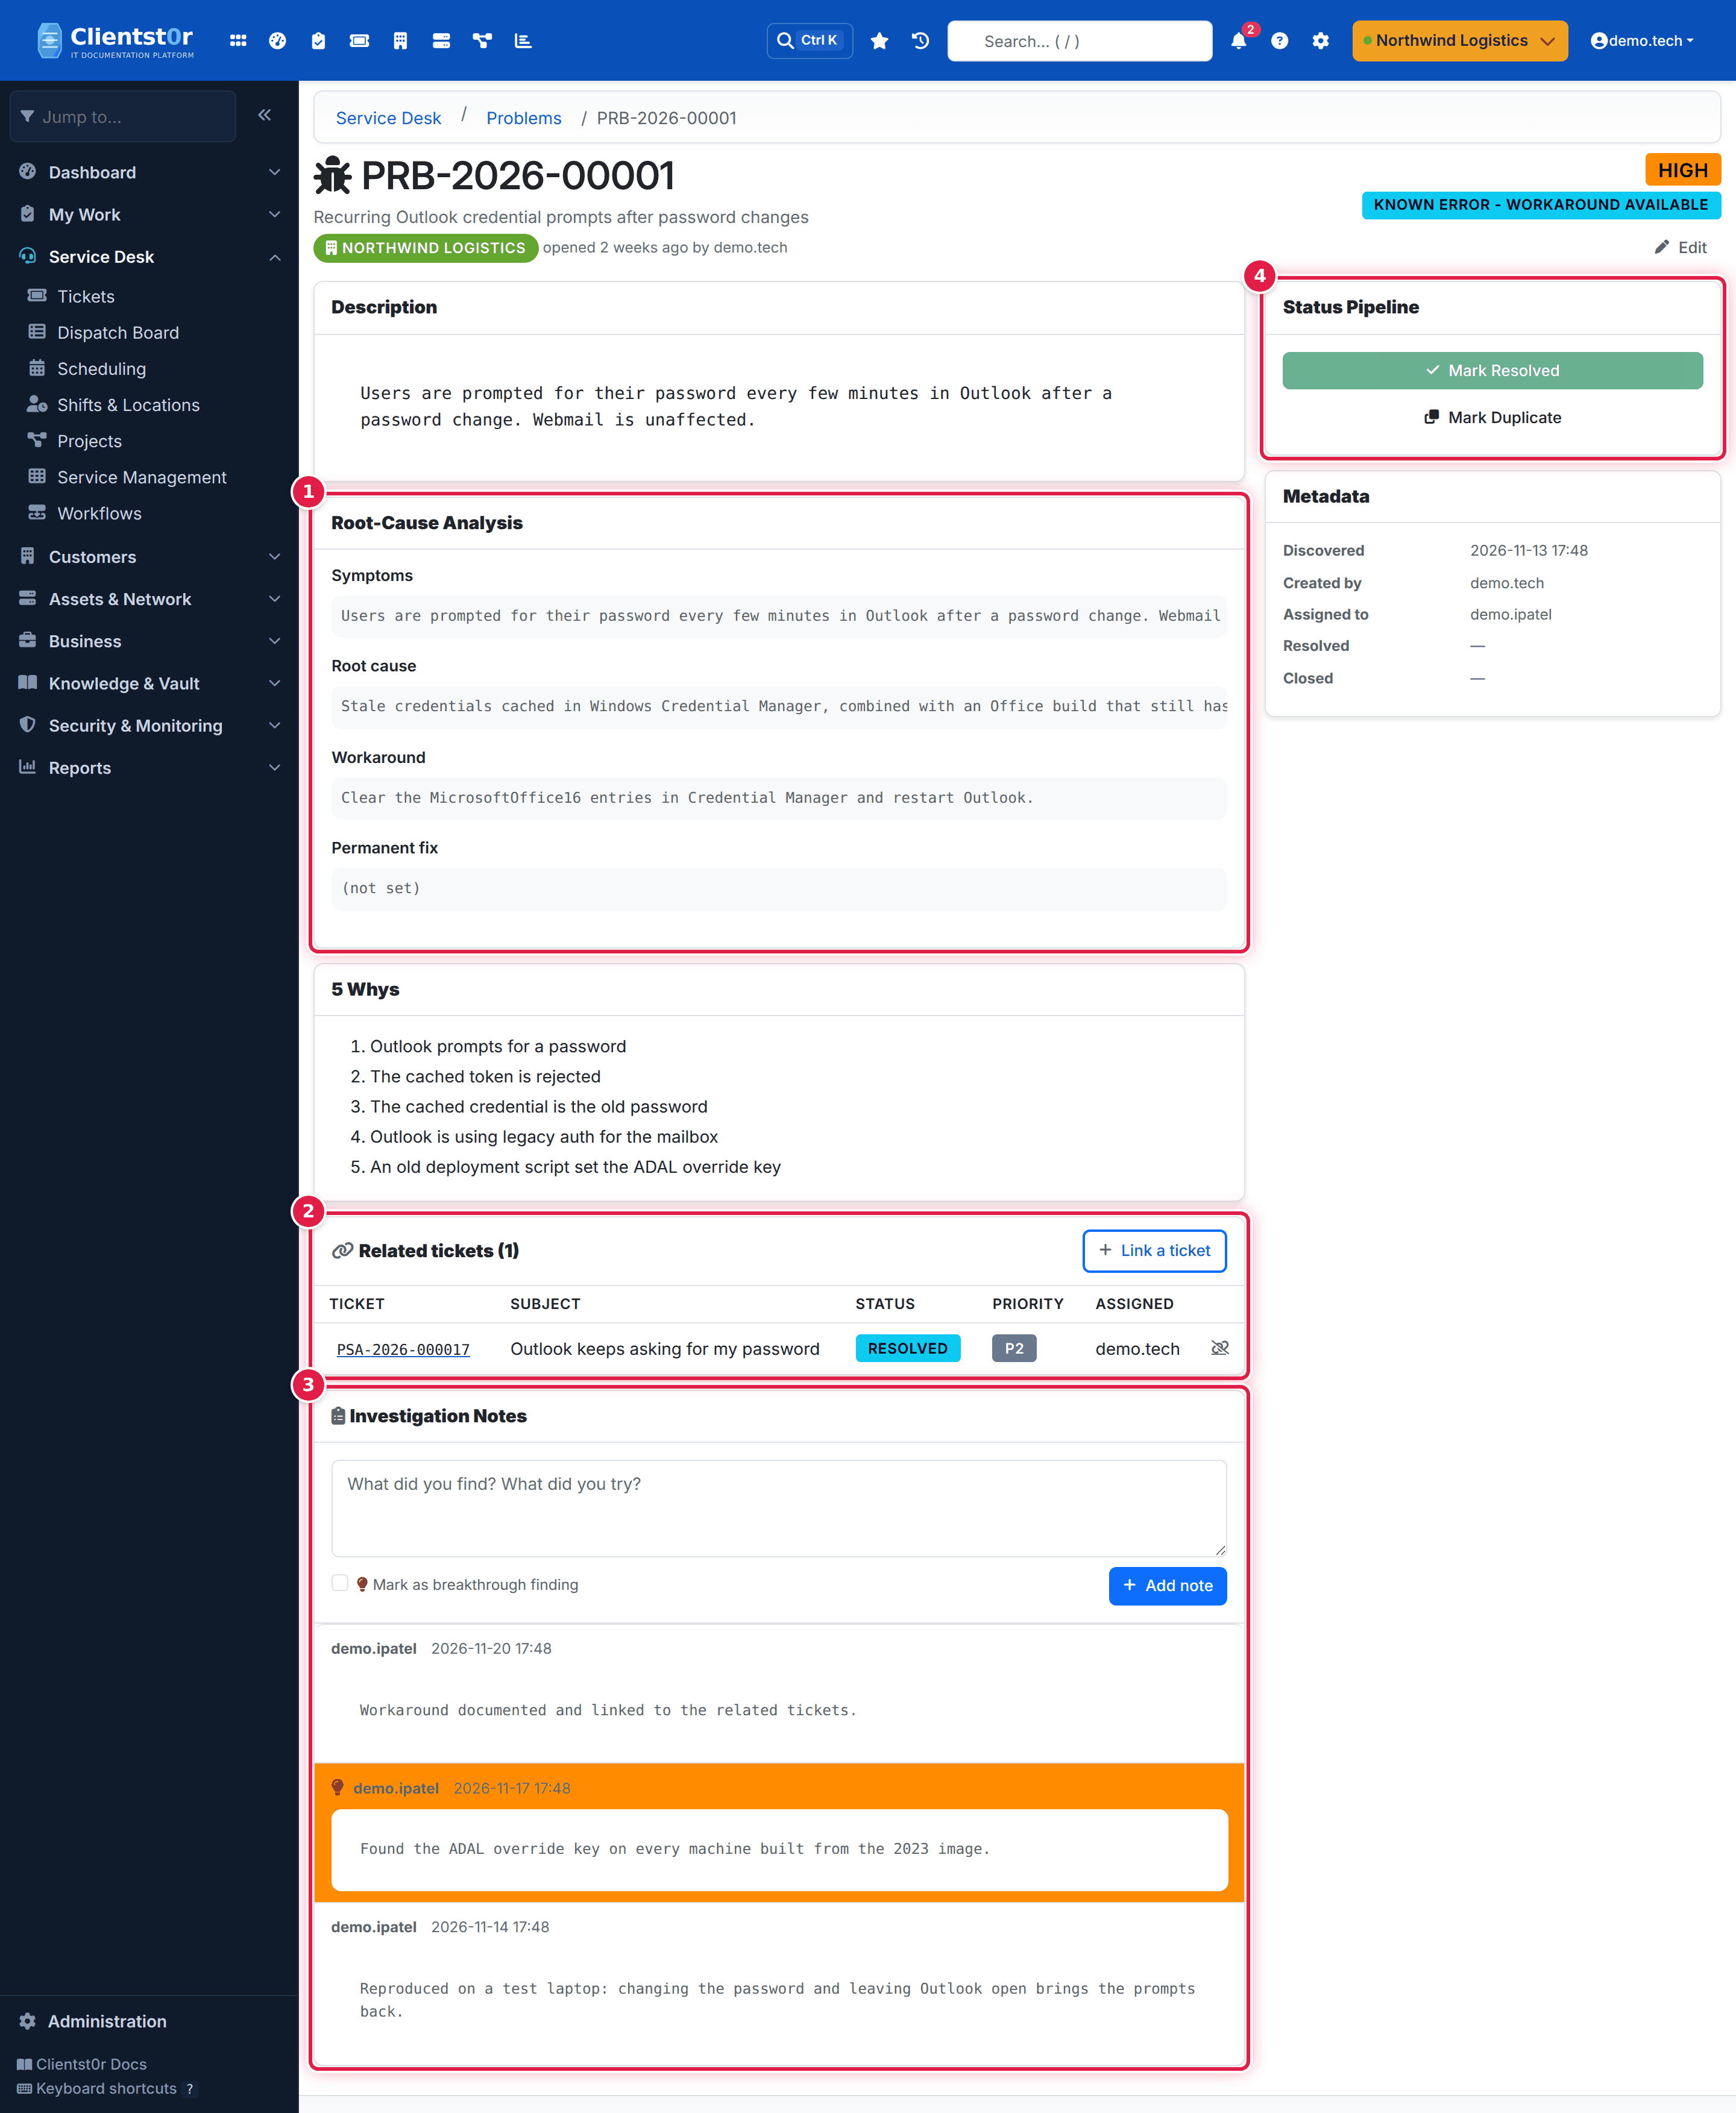 Clientst0r
IT DOCUMENTATION PLATFORM
Ctrl K
Search... ( / )
2
Northwind Logistics
demo.tech
Jump to...
Dashboard
My Work
Service Desk
Tickets
Dispatch Board
Scheduling
Shifts & Locations
Projects
Service Management
Workflows
Customers
Assets & Network
Business
Knowledge & Vault
Security & Monitoring
Reports
Administration
Clientst0r Docs
Keyboard shortcuts ?
Service Desk / Problems / PRB-2026-00001
PRB-2026-00001
HIGH
Recurring Outlook credential prompts after password changes
KNOWN ERROR - WORKAROUND AVAILABLE
NORTHWIND LOGISTICS opened 2 weeks ago by demo.tech
Edit
Description
Users are prompted for their password every few minutes in Outlook after a
password change. Webmail is unaffected.
1
Root-Cause Analysis
Symptoms
Users are prompted for their password every few minutes in Outlook after a password change. Webmail
Root cause
Stale credentials cached in Windows Credential Manager, combined with an Office build that still has
Workaround
Clear the MicrosoftOffice16 entries in Credential Manager and restart Outlook.
Permanent fix
(not set)
5 Whys
1. Outlook prompts for a password
2. The cached token is rejected
3. The cached credential is the old password
4. Outlook is using legacy auth for the mailbox
5. An old deployment script set the ADAL override key
2
Related tickets (1)
+ Link a ticket
TICKET SUBJECT STATUS PRIORITY ASSIGNED
PSA-2026-000017 Outlook keeps asking for my password RESOLVED P2 demo.tech
3
Investigation Notes
What did you find? What did you try?
Mark as breakthrough finding
+ Add note
demo.ipatel 2026-11-20 17:48
Workaround documented and linked to the related tickets.
demo.ipatel 2026-11-17 17:48
Found the ADAL override key on every machine built from the 2023 image.
demo.ipatel 2026-11-14 17:48
Reproduced on a test laptop: changing the password and leaving Outlook open brings the prompts
back.
4
Status Pipeline
Mark Resolved
Mark Duplicate
Metadata
Discovered 2026-11-13 17:48
Created by demo.tech
Assigned to demo.ipatel
Resolved —
Closed —